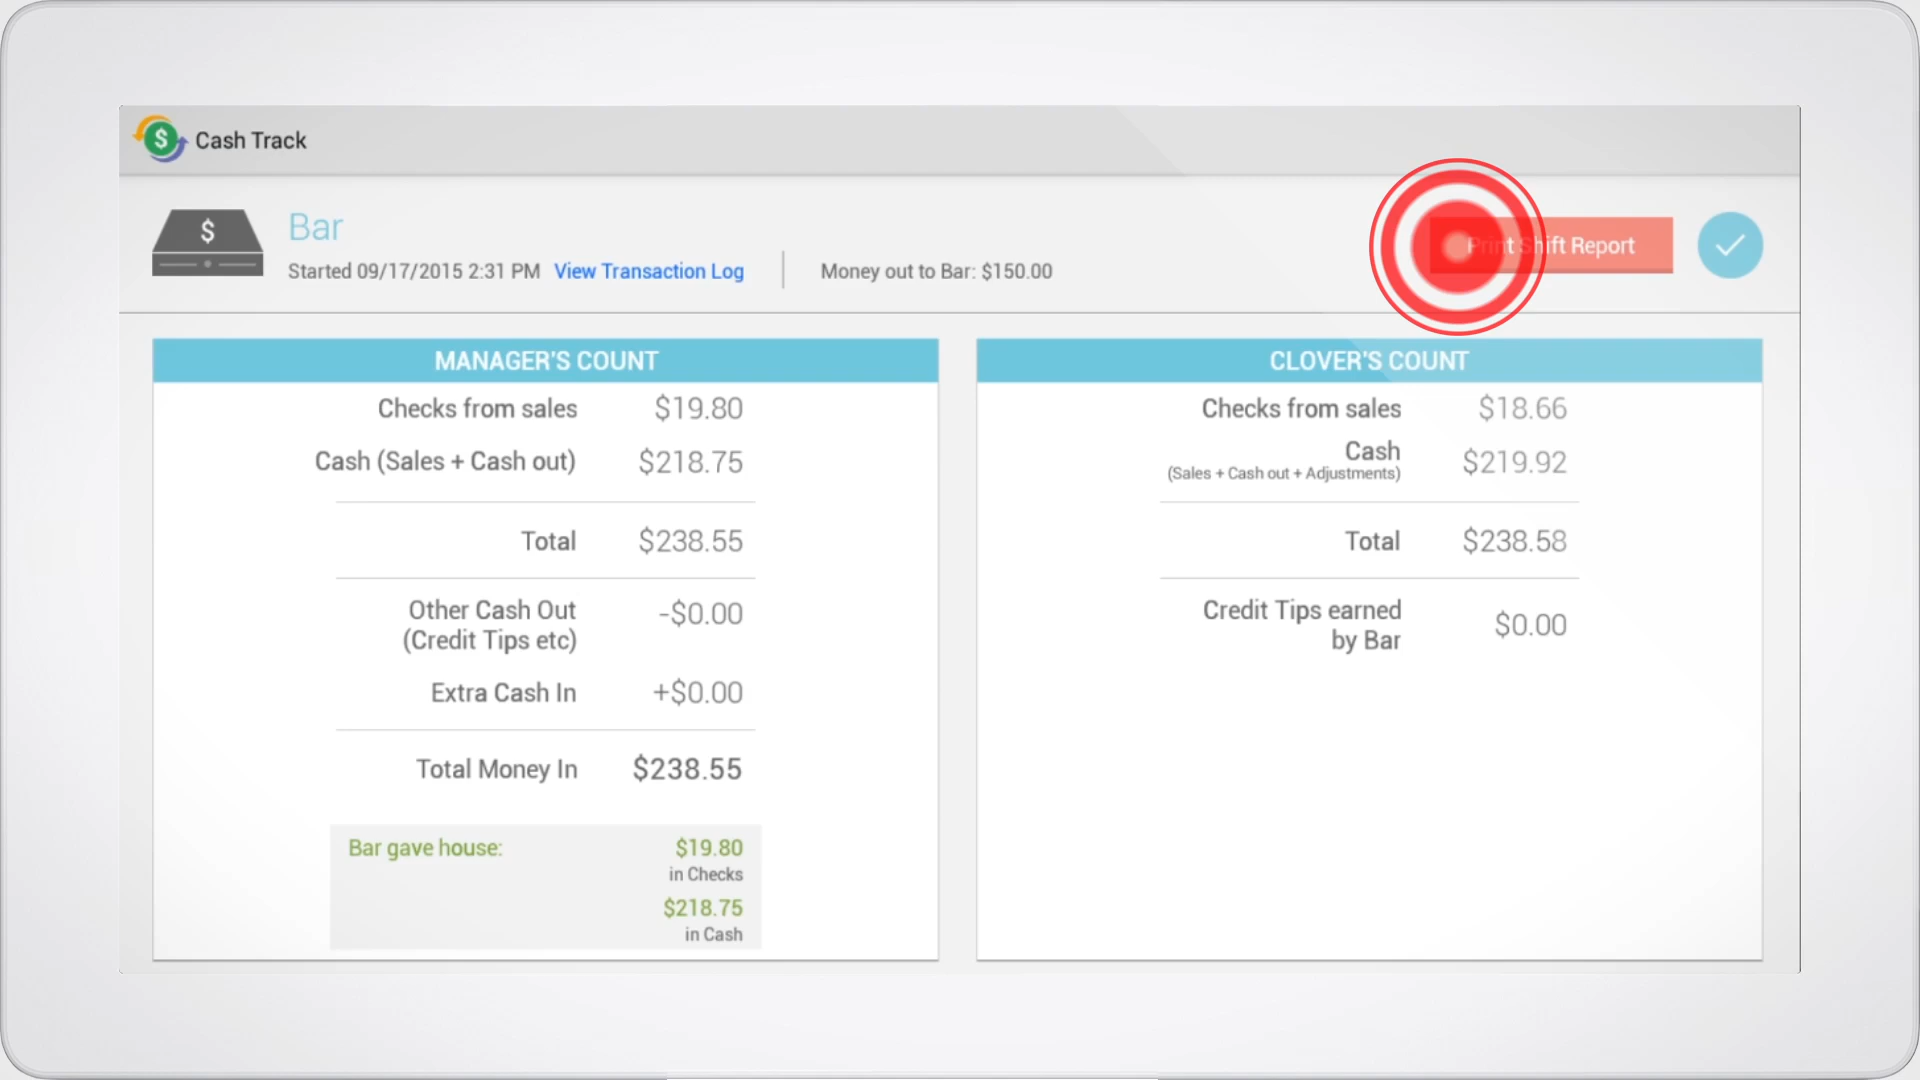 $ Cash Track
$
Bar
Started 09/17/2015 2:31 PM View Transaction Log Money out to Bar: $150.00
Print Shift Report
MANAGER'S COUNT
Checks from sales $19.80
Cash (Sales + Cash out) $218.75
Total $238.55
Other Cash Out
(Credit Tips etc) -$0.00
Extra Cash In +$0.00
Total Money In $238.55
Bar gave house: $19.80
in Checks
$218.75
in Cash
CLOVER'S COUNT
Checks from sales $18.66
Cash
(Sales + Cash out + Adjustments) $219.92
Total $238.58
Credit Tips earned
by Bar $0.00